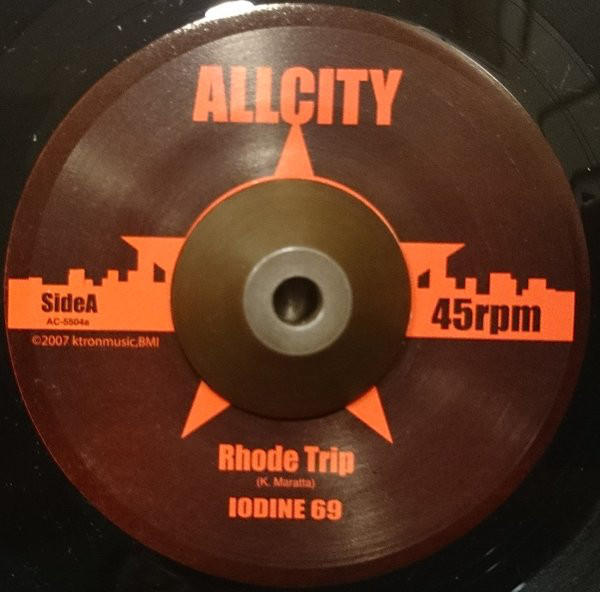 ALLCITY
SideA
AC-5504a
45rpm
©2007 ktronmusic,BMI
Rhode Trip
(K. Maratta)
IODINE 69